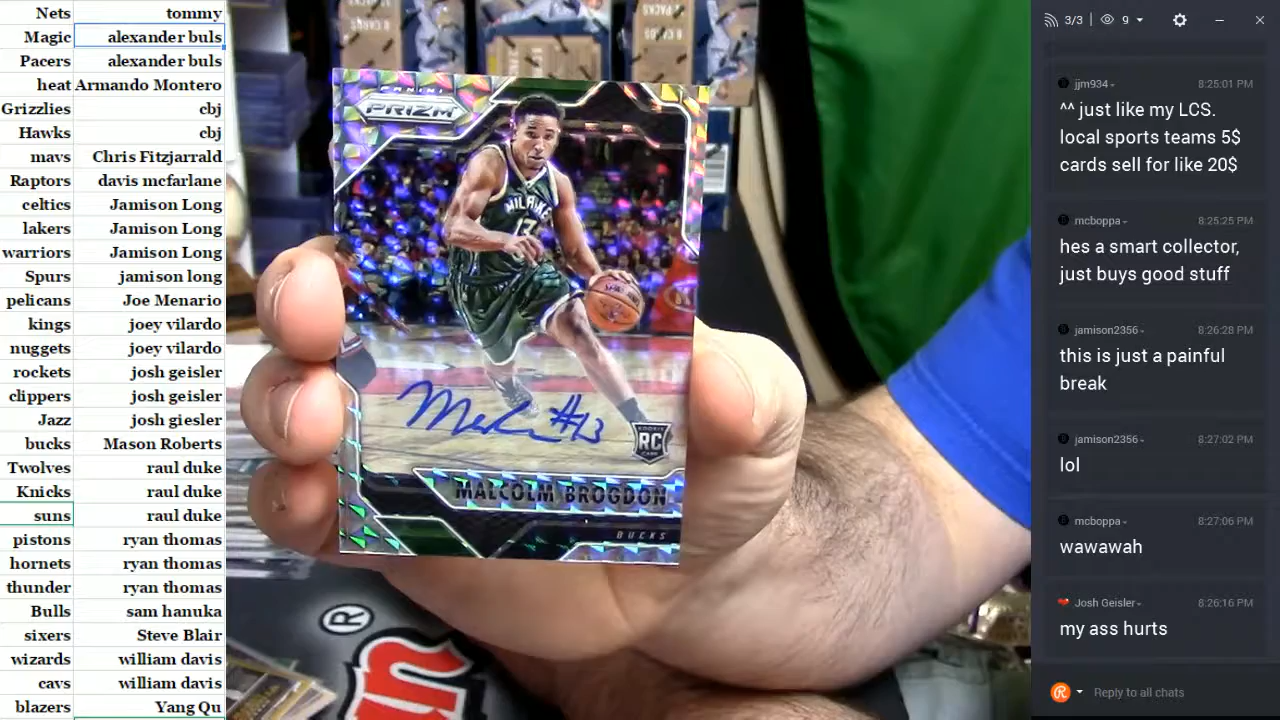 Nets tommy
Magic alexander buls
Pacers alexander buls
heat Armando Montero
Grizzlies cbj
Hawks cbj
mavs Chris Fitzjarrald
Raptors davis mcfarlane
celtics Jamison Long
lakers Jamison Long
warriors Jamison Long
Spurs jamison long
pelicans Joe Menario
kings joey vilardo
nuggets joey vilardo
rockets josh geisler
clippers josh geisler
Jazz josh giesler
bucks Mason Roberts
Twolves raul duke
Knicks raul duke
suns raul duke
pistons ryan thomas
hornets ryan thomas
thunder ryan thomas
Bulls sam hanuka
sixers Steve Blair
wizards william davis
cavs william davis
blazers Yang Qu
PANINI
PRIZM
13
#13
ROOKIE
RC
CARD
MALCOLM BROGDON
BUCKS
®
3/3 9
jjm934 8:25:01 PM
^^ just like my LCS.
local sports teams 5$
cards sell for like 20$
mcboppa 8:25:25 PM
hes a smart collector,
just buys good stuff
jamison2356 8:26:28 PM
this is just a painful
break
jamison2356 8:27:02 PM
lol
mcboppa 8:27:06 PM
wawawah
Josh Geisler 8:26:16 PM
my ass hurts
Reply to all chats